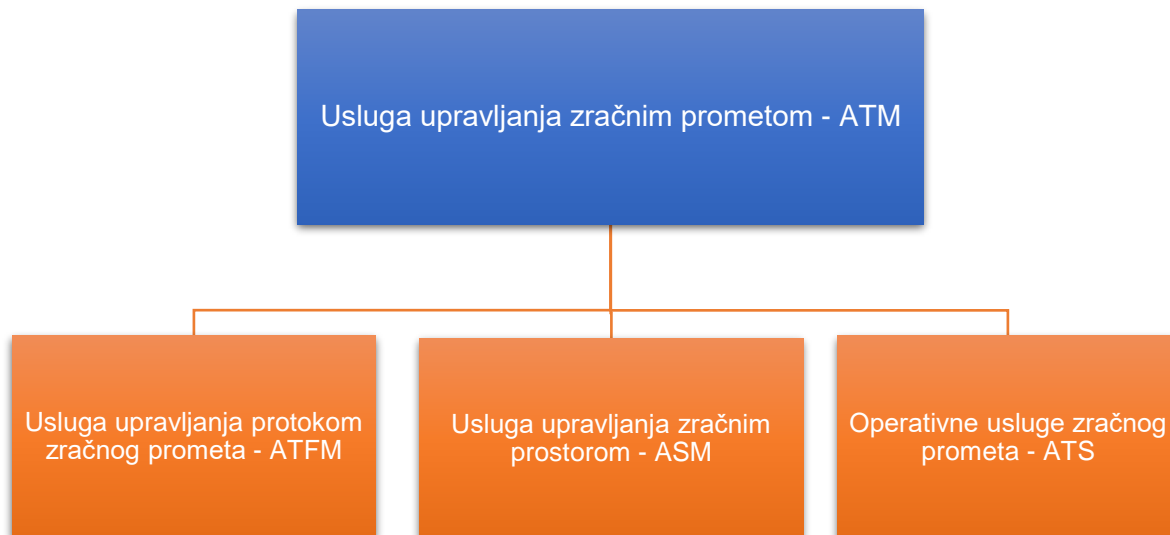 Usluga upravljanja zračnim prometom - ATM
Usluga upravljanja protokom
zračnog prometa - ATFM
Usluga upravljanja zračnim
prostorom - ASM
Operativne usluge zračnog
prometa - ATS